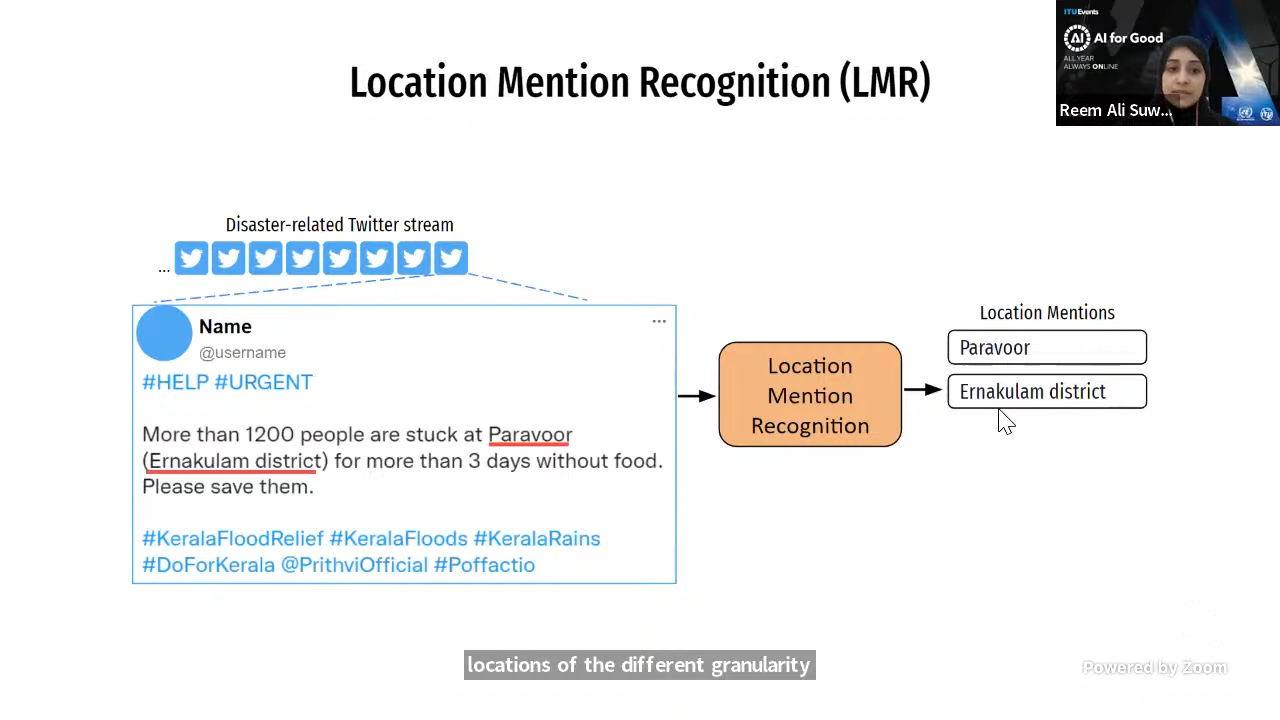 Location Mention Recognition (LMR)
ITUEvents
AI AI for Good
ALL YEAR
ALWAYS ONLINE
Reem Ali Suw...
Disaster-related Twitter stream
...
Name
@username
...
#HELP #URGENT
More than 1200 people are stuck at Paravoor
(Ernakulam district) for more than 3 days without food.
Please save them.
#KeralaFloodRelief #KeralaFloods #KeralaRains
#DoForKerala @PrithviOfficial #Poffactio
Location
Mention
Recognition
Location Mentions
Paravoor
Ernakulam district
locations of the different granularity
Powered by Zoom